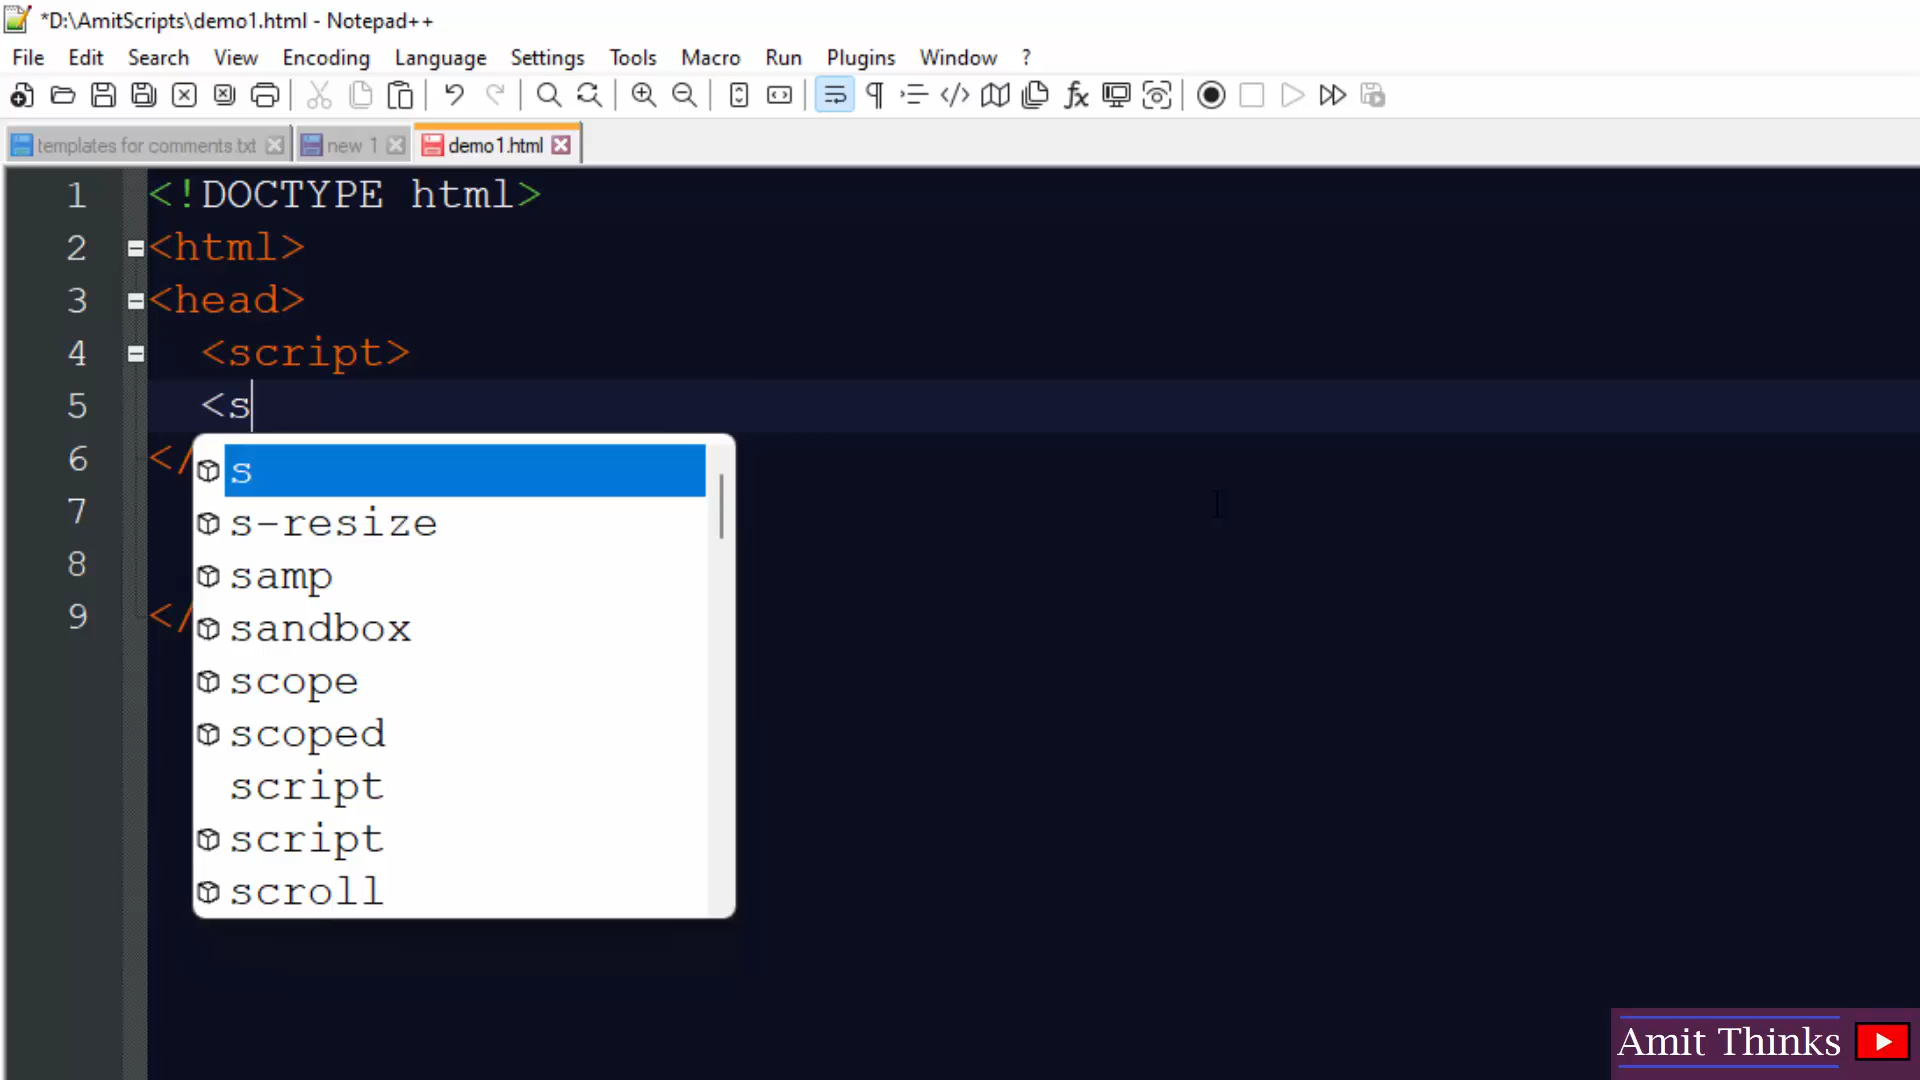 *D:\AmitScripts\demo1.html - Notepad++
File Edit Search View Encoding Language Settings Tools Macro Run Plugins Window ?
templates for comments.txt new 1 demo1.html
1 <!DOCTYPE html>
2 <html>
3 <head>
4 <script>
5 <s
6 </
7
8
9 </
s
s-resize
samp
sandbox
scope
scoped
script
script
scroll
Amit Thinks